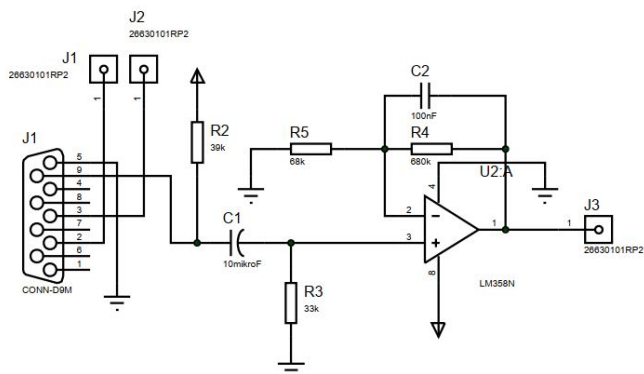 J2
26630101RP2
J1
26630101RP2
1
1
J1
5
9
4
8
3
7
2
6
1
CONN-D9M
R2
39k
C1
10mikroF
R3
33k
R5
68k
C2
100nF
R4
680k
U2:A
4
2
3
1
8
LM358N
1
J3
26630101RP2